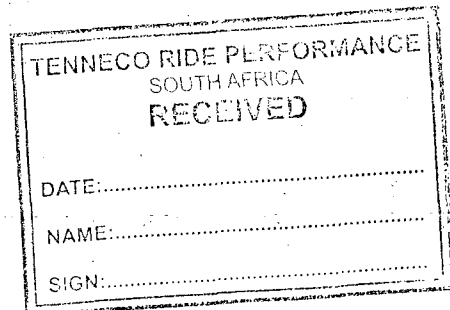 TENNECO RIDE PERFORMANCE
SOUTH AFRICA
RECEIVED
DATE:..............................................................
NAME:..............................................................
SIGN:..............................................................